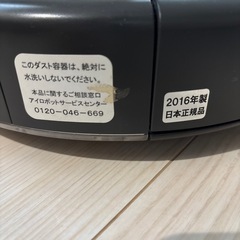 このダスト容器は、絶対に
水洗いしないでください。
本品に関するご相談窓口
アイロボットサービスセンター
0120-046-669
2016年製
日本正規品